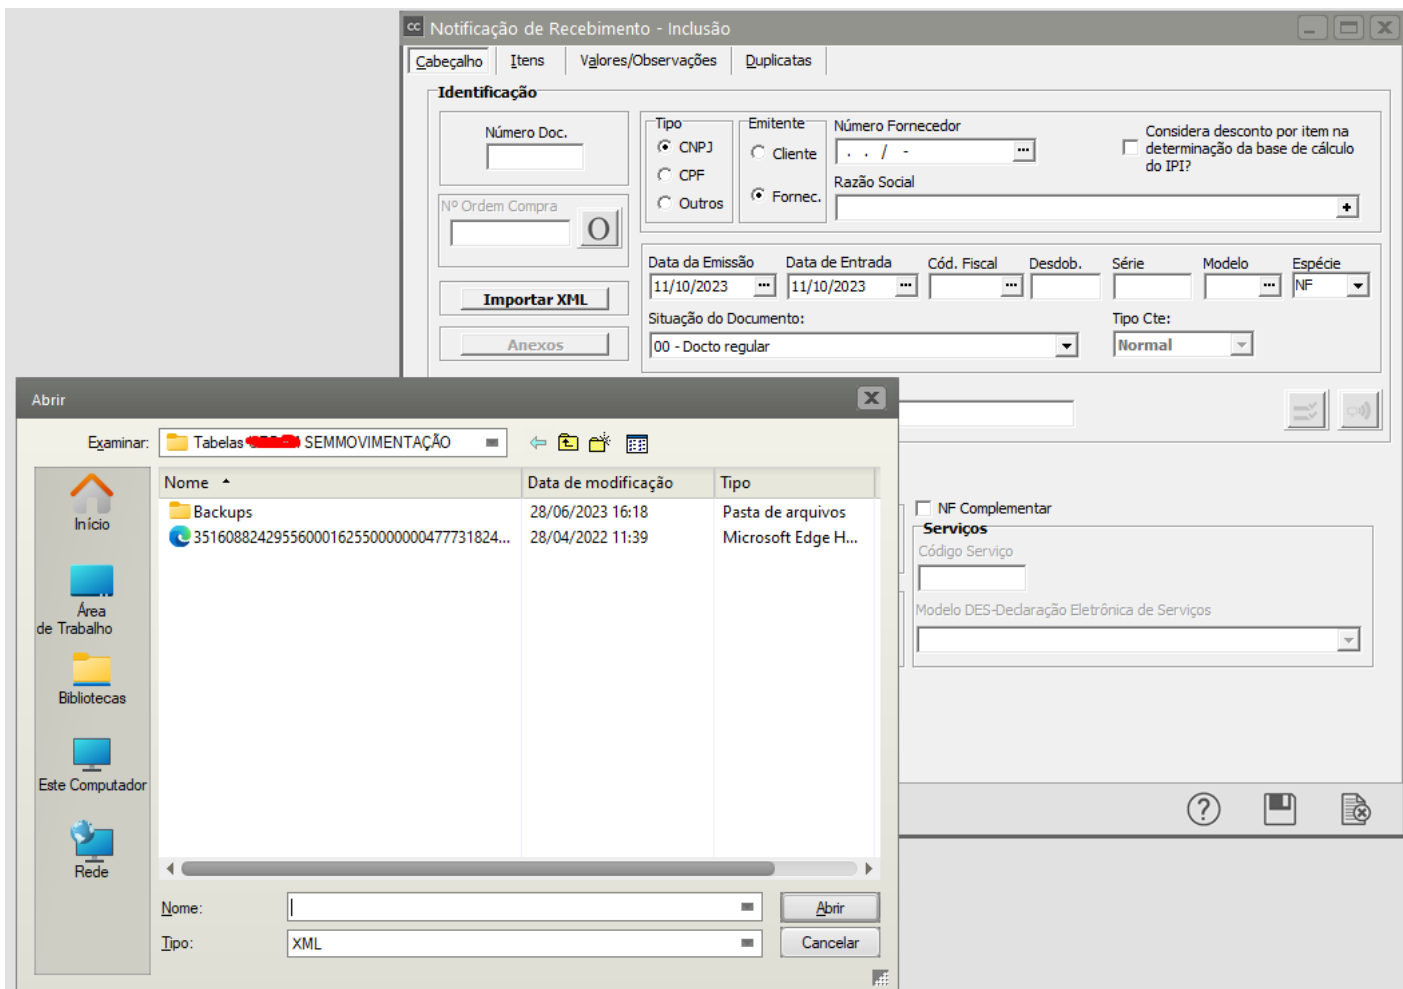 cc Notificação de Recebimento - Inclusão
Cabeçalho Itens Valores/Observações Duplicatas
Identificação
Número Doc.
Nº Ordem Compra
O
Importar XML
Anexos
Tipo
CNPJ
CPF
Outros
Emitente
Cliente
Fornec.
Número Fornecedor
. . / - ...
Razão Social
+
Considera desconto por item na
determinação da base de cálculo
do IPI?
Data da Emissão Data de Entrada Cód. Fiscal Desdob. Série Modelo Espécie
11/10/2023 ... 11/10/2023 ... ... ... NF
Situação do Documento: Tipo Cte:
00 - Docto regular Normal
NF Complementar
Serviços
Código Serviço
Modelo DES-Declaração Eletrônica de Serviços
?
Abrir
Examinar: Tabelas SEMMOVIMENTAÇÃO
Início
Área
de Trabalho
Bibliotecas
Este Computador
Rede
Nome Data de modificação Tipo
Backups 28/06/2023 16:18 Pasta de arquivos
35160882429556000162550000000477731824... 28/04/2022 11:39 Microsoft Edge H...
Nome: Abrir
Tipo: XML Cancelar